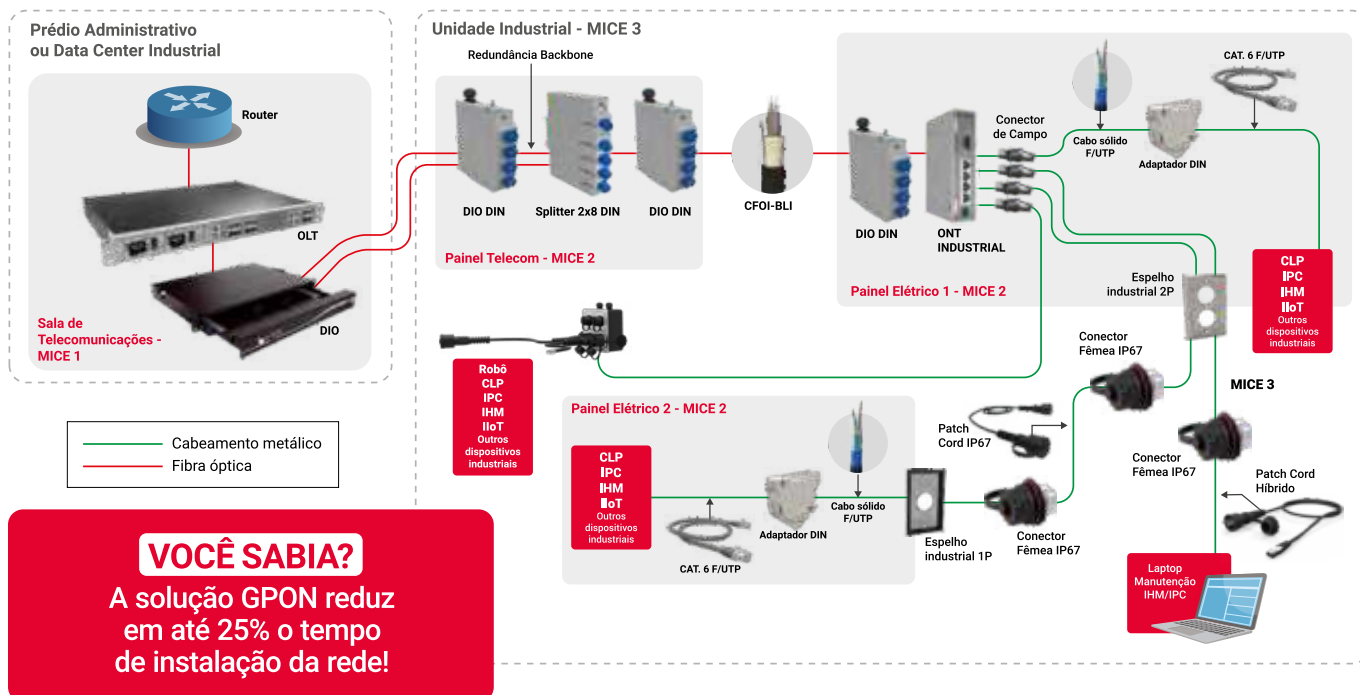 Prédio Administrativo
ou Data Center Industrial
Router
OLT
DIO
Sala de
Telecomunicações -
MICE 1
Unidade Industrial - MICE 3
Redundância Backbone
DIO DIN
Splitter 2x8 DIN
DIO DIN
Painel Telecom - MICE 2
CFOI-BLI
DIO DIN
ONT
INDUSTRIAL
Conector
de Campo
Cabo sólido
F/UTP
Adaptador DIN
CAT. 6 F/UTP
Painel Elétrico 1 - MICE 2
Espelho
industrial 2P
CLP
IPC
IHM
IIoT
Outros
dispositivos
industriais
Robô
CLP
IPC
IHM
IIoT
Outros
dispositivos
industriais
Conector
Fêmea IP67
MICE 3
Patch
Cord IP67
Conector
Fêmea IP67
Patch Cord
Híbrido
Painel Elétrico 2 - MICE 2
CLP
IPC
IHM
IIoT
Outros
dispositivos
industriais
CAT. 6 F/UTP
Adaptador DIN
Cabo sólido
F/UTP
Espelho
industrial 1P
Conector
Fêmea IP67
Laptop
Manutenção
IHM/IPC
Cabeamento metálico
Fibra óptica
VOCÊ SABIA?
A solução GPON reduz
em até 25% o tempo
de instalação da rede!